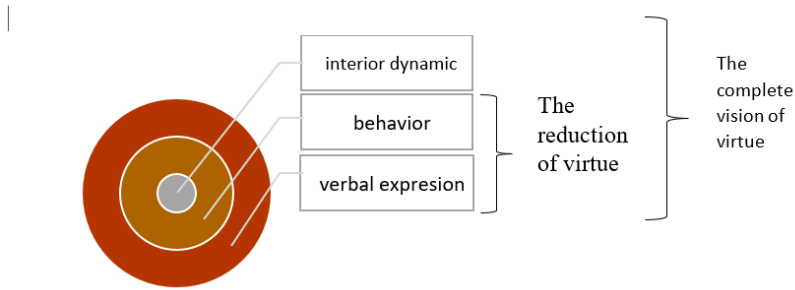 interior dynamic
behavior
verbal expresion
The
reduction
of virtue
The
complete
vision of
virtue